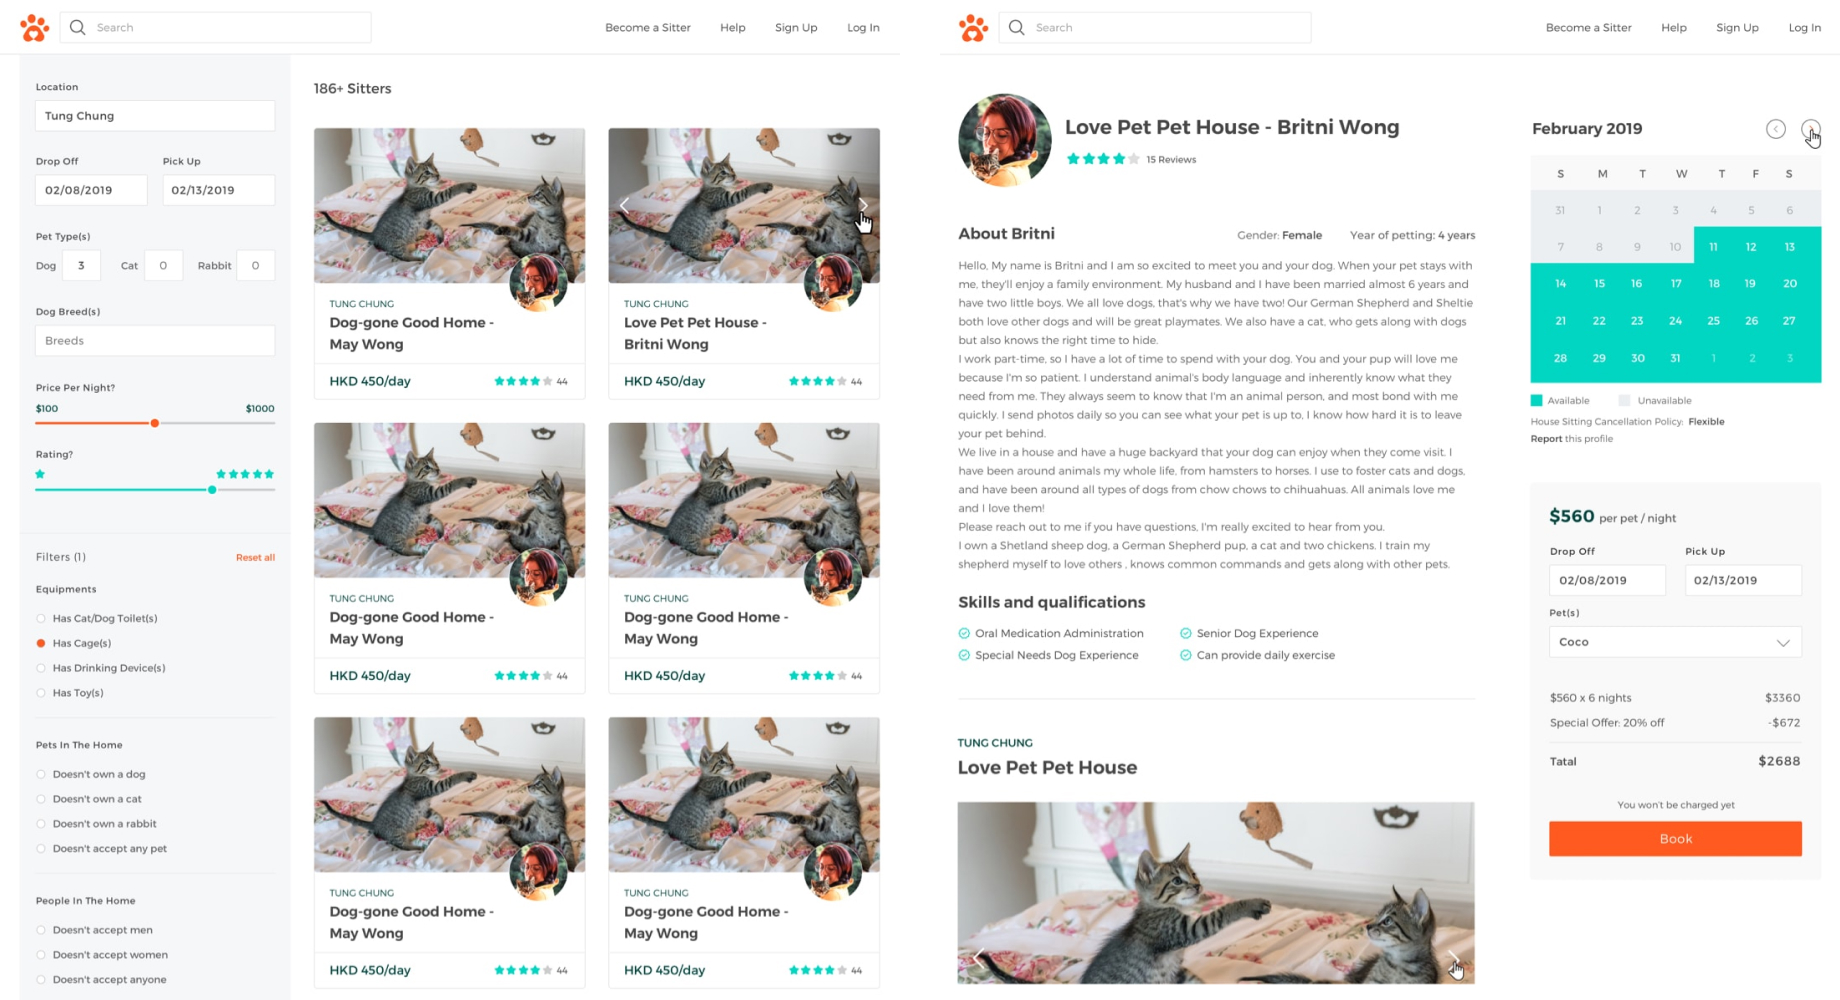 Search
Become a Sitter Help Sign Up Log In
Location
Tung Chung
Drop Off Pick Up
02/08/2019 02/13/2019
Pet Type(s)
Dog 3 Cat 0 Rabbit 0
Dog Breed(s)
Breeds
Price Per Night?
$100 $1000
Rating?
Filters (1) Reset all
Equipments
Has Cat/Dog Toilet(s)
Has Cage(s)
Has Drinking Device(s)
Has Toy(s)
Pets In The Home
Doesn't own a dog
Doesn't own a cat
Doesn't own a rabbit
Doesn't accept any pet
People In The Home
Doesn't accept men
Doesn't accept women
Doesn't accept anyone
186+ Sitters
TUNG CHUNG
Dog-gone Good Home -
May Wong
HKD 450/day 44
TUNG CHUNG
Love Pet Pet House -
Britni Wong
HKD 450/day 44
TUNG CHUNG
Dog-gone Good Home -
May Wong
HKD 450/day 44
TUNG CHUNG
Dog-gone Good Home -
May Wong
HKD 450/day 44
TUNG CHUNG
Dog-gone Good Home -
May Wong
HKD 450/day 44
TUNG CHUNG
Dog-gone Good Home -
May Wong
HKD 450/day 44
Search
Become a Sitter Help Sign Up Log In
Love Pet Pet House - Britni Wong
15 Reviews
About Britni Gender: Female Year of petting: 4 years
Hello, My name is Britni and I am so excited to meet you and your dog. When your pet stays with
me, they'll enjoy a family environment. My husband and I have been married almost 6 years and
have two little boys. We all love dogs, that's why we have two! Our German Shepherd and Sheltie
both love other dogs and will be great playmates. We also have a cat, who gets along with dogs
but also knows the right time to hide.
I work part-time, so I have a lot of time to spend with your dog. You and your pup will love me
because I'm so patient. I understand animal's body language and inherently know what they
need from me. They always seem to know that I'm an animal person, and most bond with me
quickly. I send photos daily so you can see what your pet is up to, I know how hard it is to leave
your pet behind.
We live in a house and have a huge backyard that your dog can enjoy when they come visit. I
have been around animals my whole life, from hamsters to horses. I use to foster cats and dogs,
and have been around all types of dogs from chow chows to chihuahuas. All animals love me
and I love them!
Please reach out to me if you have questions, I'm really excited to hear from you.
I own a Shetland sheep dog, a German Shepherd pup, a cat and two chickens. I train my
shepherd myself to love others , knows common commands and gets along with other pets.
Skills and qualifications
Oral Medication Administration Senior Dog Experience
Special Needs Dog Experience Can provide daily exercise
TUNG CHUNG
Love Pet Pet House
February 2019
S M T W T F S
31 1 2 3 4 5 6
7 8 9 10 11 12 13
14 15 16 17 18 19 20
21 22 23 24 25 26 27
28 29 30 31 1 2 3
Available Unavailable
House Sitting Cancellation Policy: Flexible
Report this profile
$560 per pet / night
Drop Off Pick Up
02/08/2019 02/13/2019
Pet(s)
Coco
$560 x 6 nights $3360
Special Offer: 20% off -$672
Total $2688
You won't be charged yet
Book